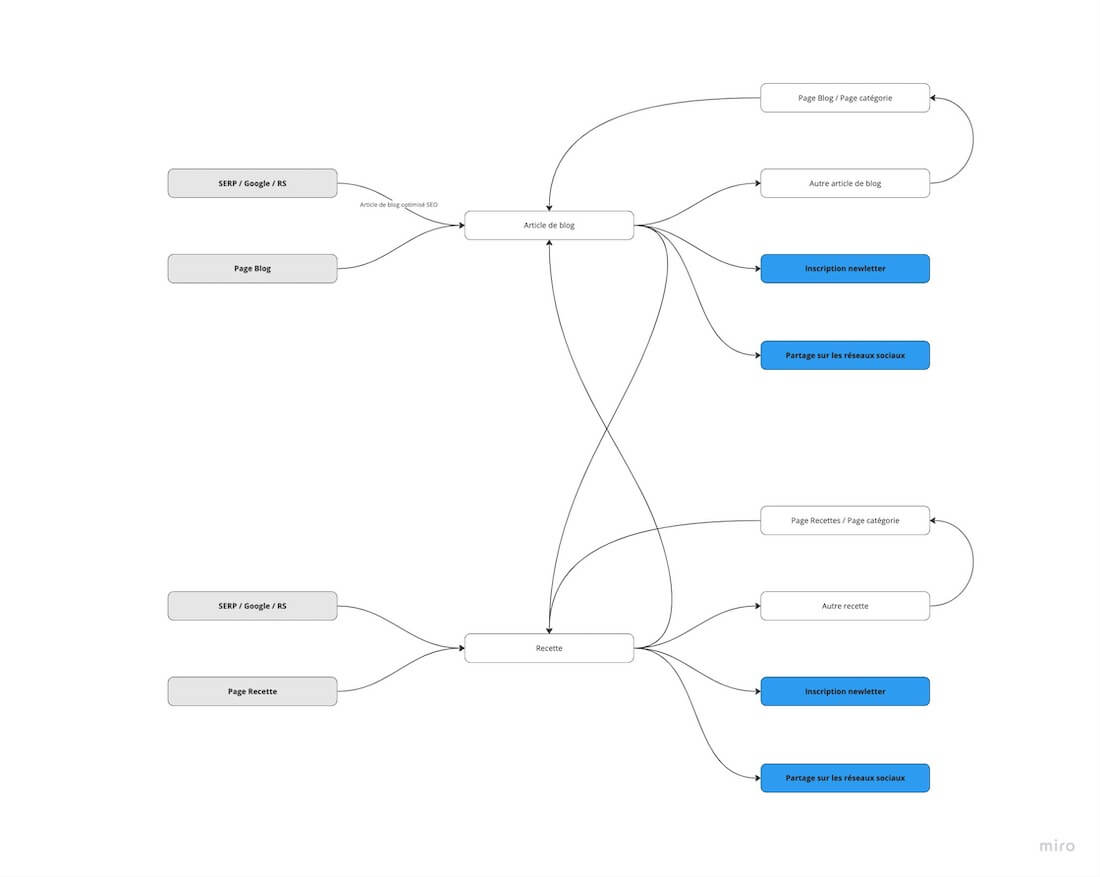 Page Blog / Page catégorie
SERP / Google / RS
Autre article de blog
Article de blog optimisé SEO
Article de blog
Page Blog
Inscription newletter
Partage sur les réseaux sociaux
Page Recettes / Page catégorie
SERP / Google / RS
Autre recette
Recette
Page Recette
Inscription newletter
Partage sur les réseaux sociaux
miro